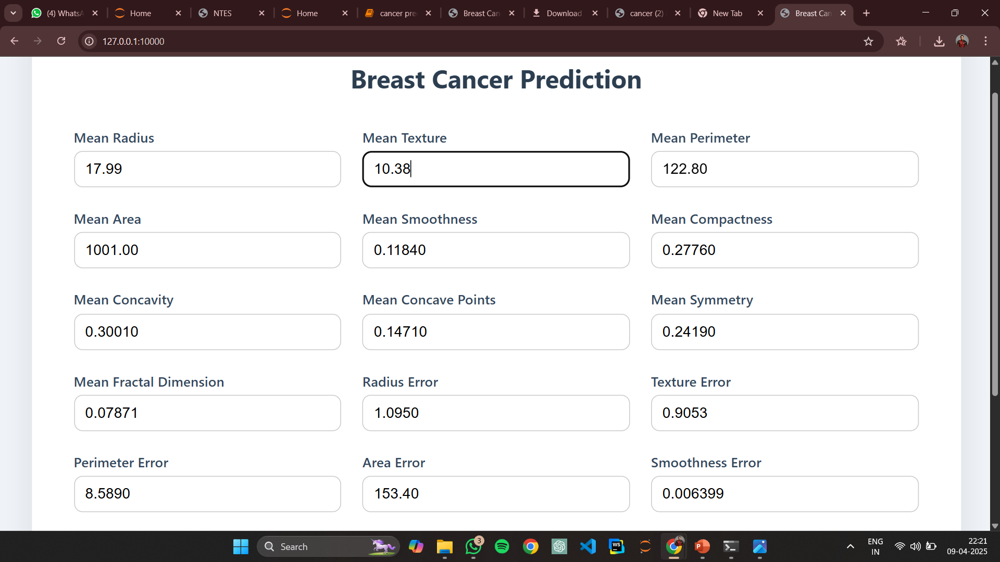 (4) WhatsA
Home
NTES
Home
cancer pre
Breast Can
Download
cancer (2)
New Tab
Breast Can
127.0.0.1:10000
Breast Cancer Prediction
Mean Radius Mean Texture Mean Perimeter
17.99 10.38 122.80
Mean Area Mean Smoothness Mean Compactness
1001.00 0.11840 0.27760
Mean Concavity Mean Concave Points Mean Symmetry
0.30010 0.14710 0.24190
Mean Fractal Dimension Radius Error Texture Error
0.07871 1.0950 0.9053
Perimeter Error Area Error Smoothness Error
8.5890 153.40 0.006399
Search
3
WS
P
ENG
IN
22:21
09-04-2025